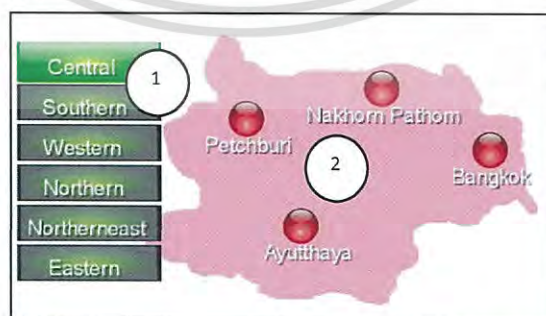 Central
1
Southern
Western
Northern
Northerneast
Eastern
Nakhorn Pathom
Petchburi
2
Bangkok
Ayutthaya